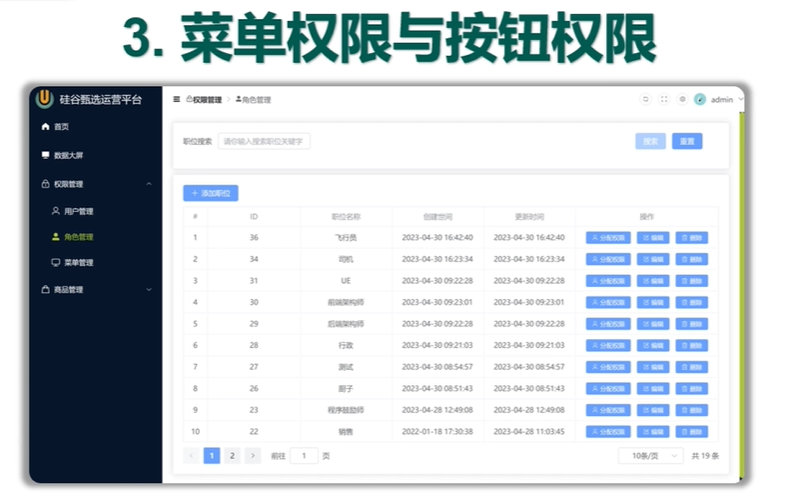 3. 菜单权限与按钮权限
硅谷甄选运营平台
首页
数据大屏
权限管理
用户管理
角色管理
菜单管理
商品管理
权限管理 > 角色管理
admin
职位搜索 请你输入搜索职位关键字 搜索 重置
+ 添加职位
# ID 职位名称 创建世间 更新时间 操作
1 36 飞行员 2023-04-30 16:42:40 2023-04-30 16:42:40 分配权限 编辑 删除
2 34 司机 2023-04-30 16:23:34 2023-04-30 16:23:34 分配权限 编辑 删除
3 31 UE 2023-04-30 09:22:28 2023-04-30 09:22:28 分配权限 编辑 删除
4 30 前端架构师 2023-04-30 09:23:01 2023-04-30 09:23:01 分配权限 编辑 删除
5 29 后端架构师 2023-04-30 09:22:28 2023-04-30 09:22:28 分配权限 编辑 删除
6 28 行政 2023-04-30 09:21:03 2023-04-30 09:21:03 分配权限 编辑 删除
7 27 测试 2023-04-30 08:54:57 2023-04-30 08:54:57 分配权限 编辑 删除
8 26 厨子 2023-04-30 08:51:43 2023-04-30 08:51:43 分配权限 编辑 删除
9 23 程序鼓励师 2023-04-28 12:49:08 2023-04-28 12:49:08 分配权限 编辑 删除
10 22 销售 2022-01-18 17:30:38 2023-04-28 11:03:45 分配权限 编辑 删除
< 1 2 > 前往 1 页 10条/页 共 19 条